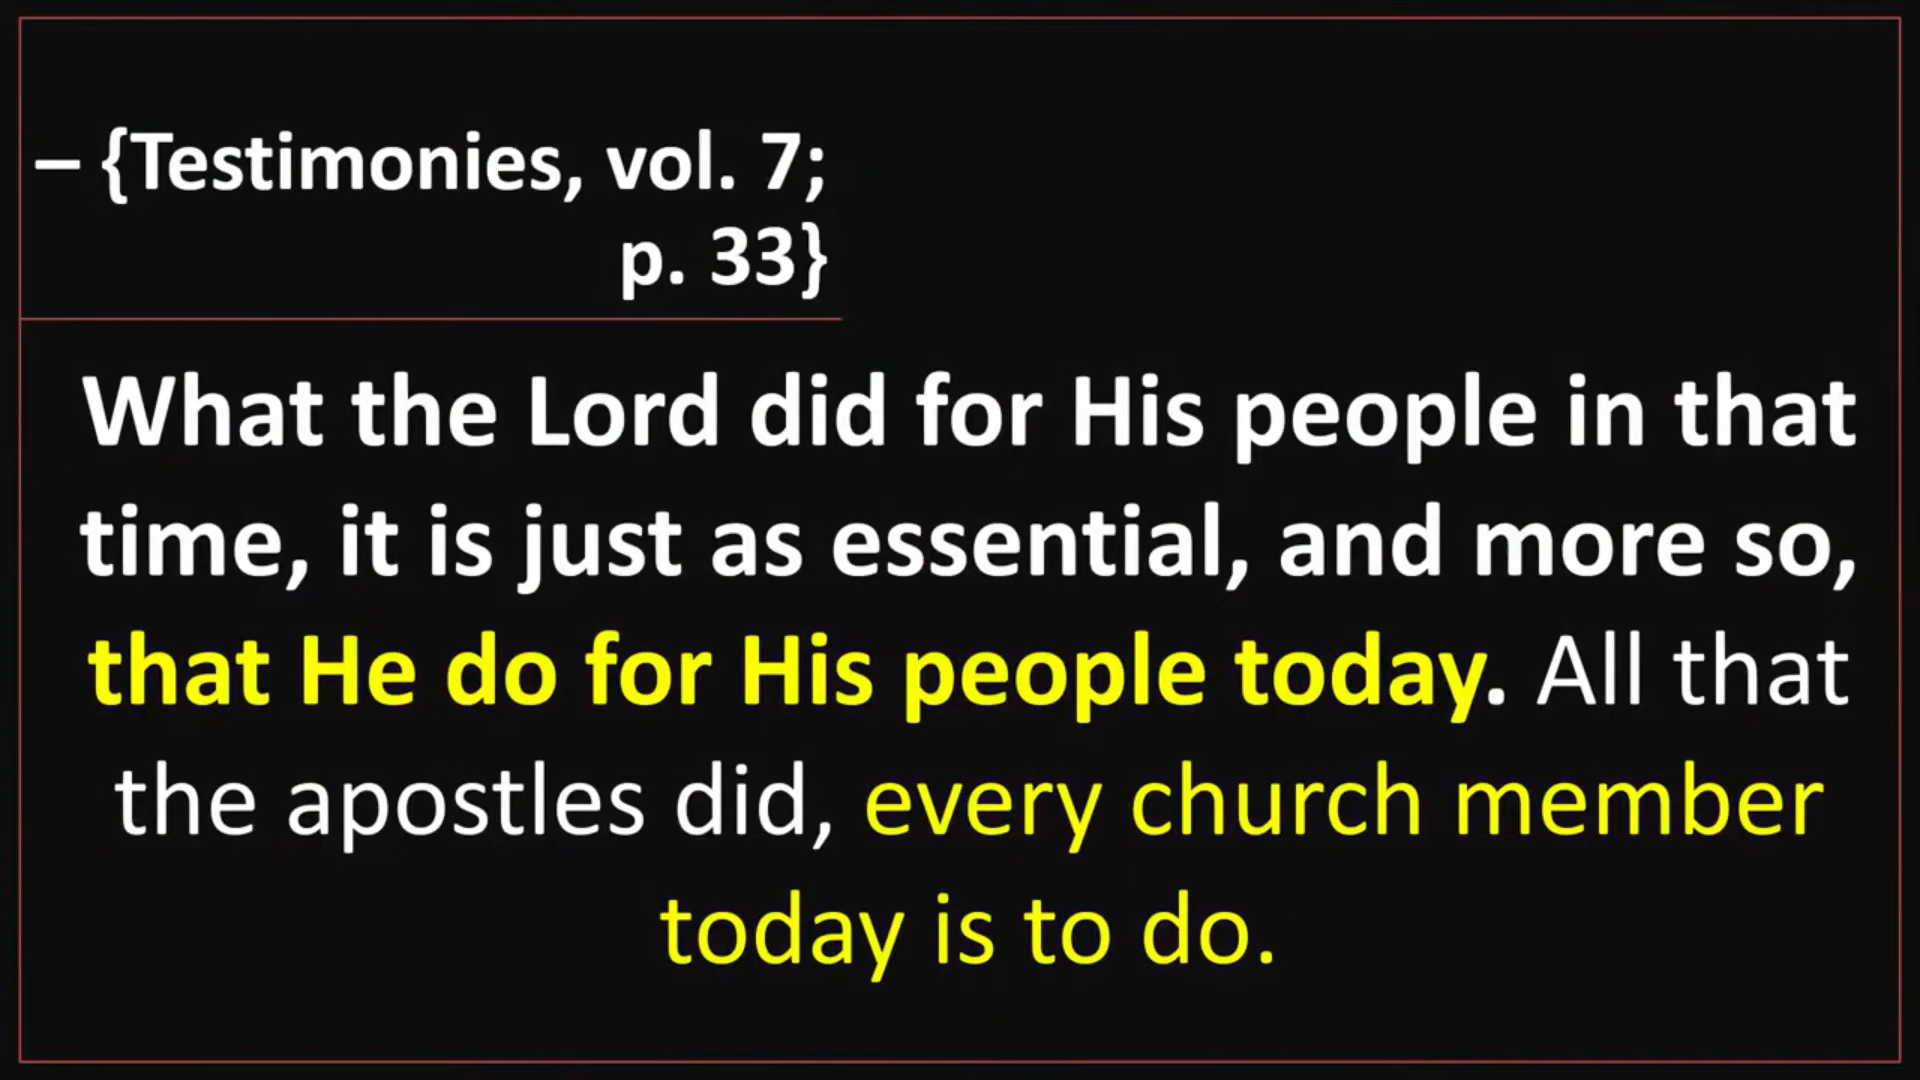 – {Testimonies, vol. 7;
p. 33}
What the Lord did for His people in that
time, it is just as essential, and more so,
that He do for His people today. All that
the apostles did, every church member
today is to do.